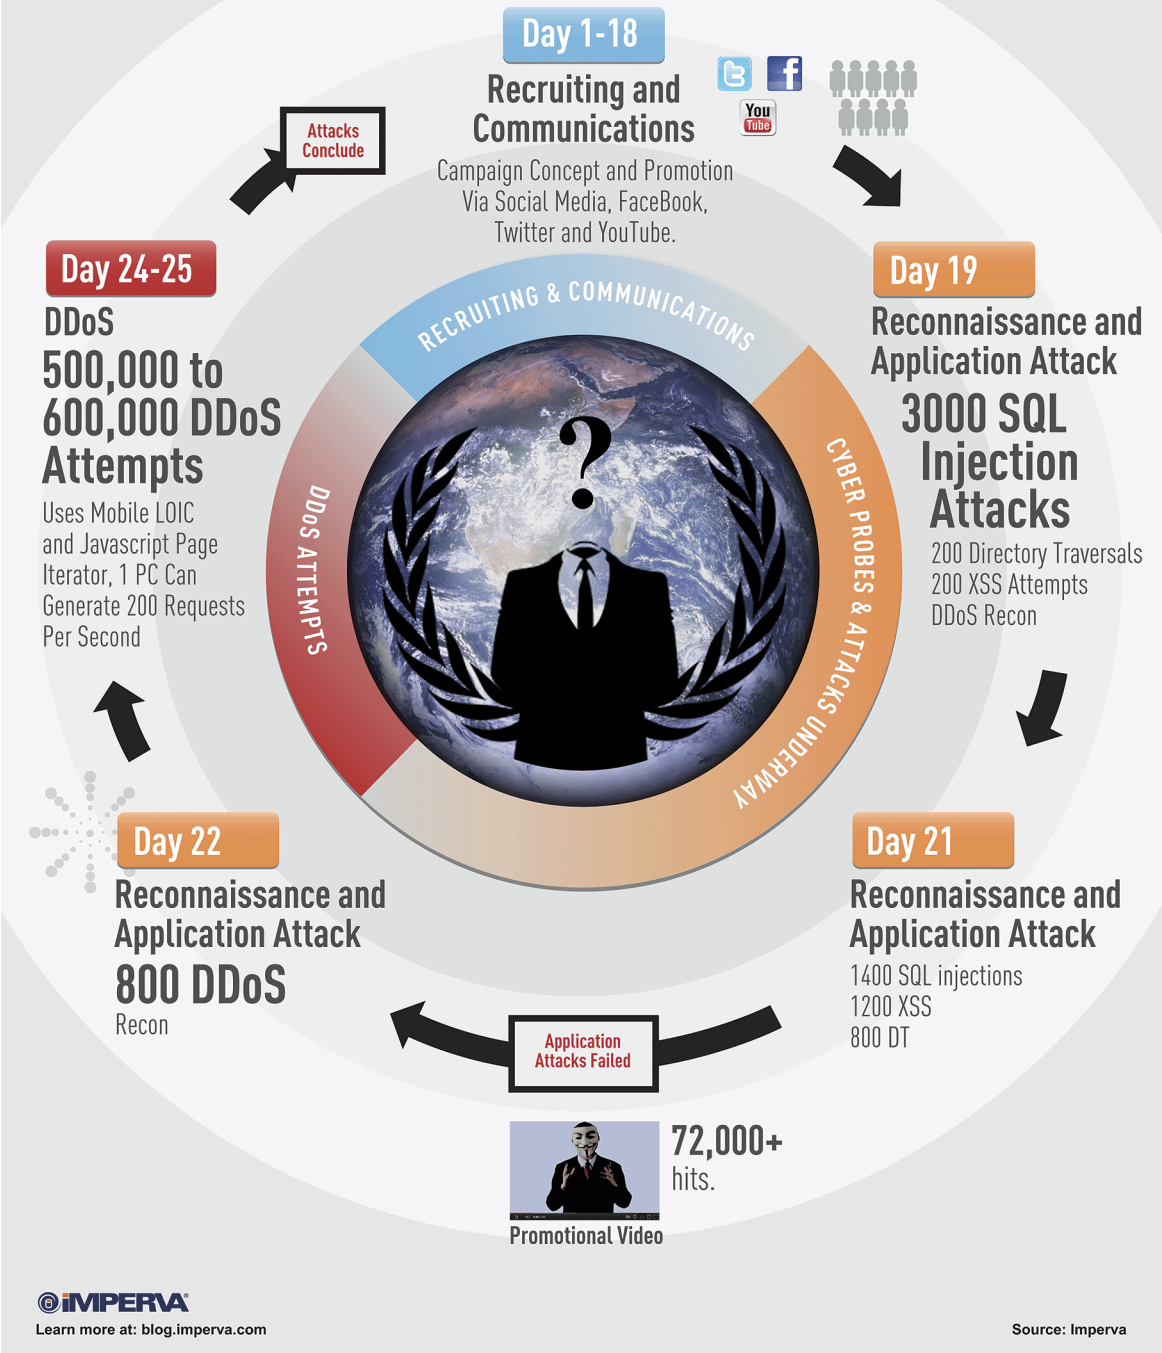 Day 1-18
Recruiting and
Communications
Campaign Concept and Promotion
Via Social Media, FaceBook,
Twitter and YouTube.
You
Tube
Day 19
Reconnaissance and
Application Attack
3000 SQL
Injection
Attacks
200 Directory Traversals
200 XSS Attempts
DDoS Recon
Day 21
Reconnaissance and
Application Attack
1400 SQL injections
1200 XSS
800 DT
Application
Attacks Failed
72,000+
hits.
Promotional Video
Day 22
Reconnaissance and
Application Attack
800 DDoS
Recon
Day 24-25
DDoS
500,000 to
600,000 DDoS
Attempts
Uses Mobile LOIC
and Javascript Page
Iterator, 1 PC Can
Generate 200 Requests
Per Second
Attacks
Conclude
RECRUITING & COMMUNICATIONS
CYBER PROBES & ATTACKS UNDERWAY
DDoS ATTEMPTS
?
iMPERVA®
Learn more at: blog.imperva.com
Source: Imperva